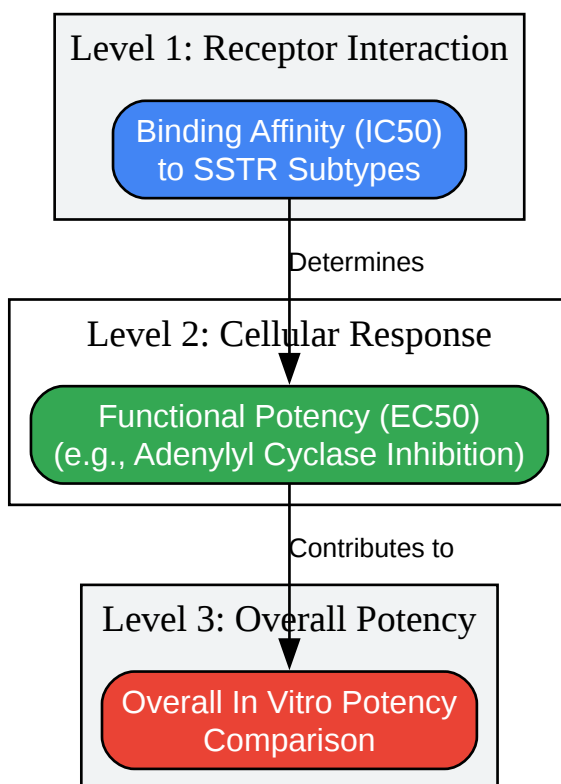 Level 1: Receptor Interaction
Binding Affinity (IC50)
to SSTR Subtypes
Determines
Level 2: Cellular Response
Functional Potency (EC50)
(e.g., Adenylyl Cyclase Inhibition)
Contributes to
Level 3: Overall Potency
Overall In Vitro Potency
Comparison